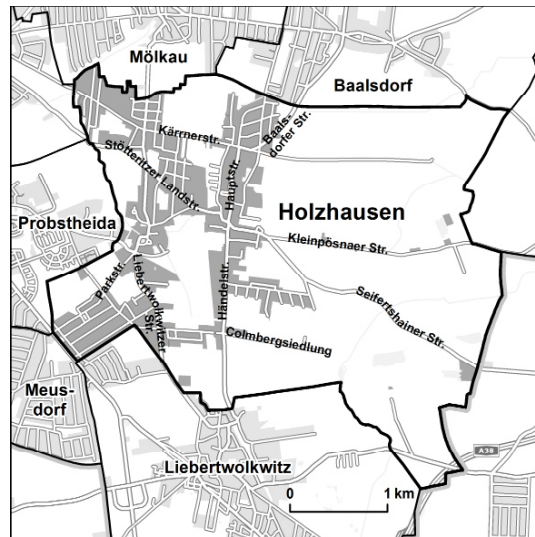 Mölkau
Baalsdorf
Kärrnerstr.
Baals-
dorfer Str.
Stötteritzer Landstr.
Hauptstr.
Holzhausen
Probstheida
Kleinpösnaer Str.
Parkstr.
Liebertwolkwitzer
Str.
Händelstr.
Seifertshainer Str.
Colmbergsiedlung
Meus-
dorf
Liebertwolkwitz
A38
0 1 km